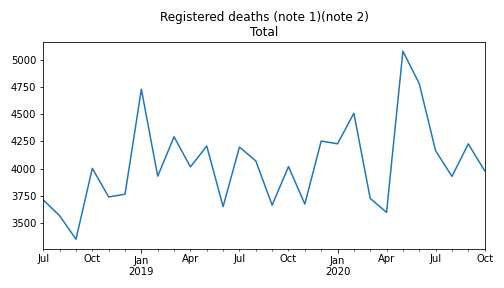 Registered deaths (note 1)(note 2)
Total
5000
4750
4500
4250
4000
3750
3500
Jul Oct Jan Apr Jul Oct Jan Apr Jul Oct
2019 2020